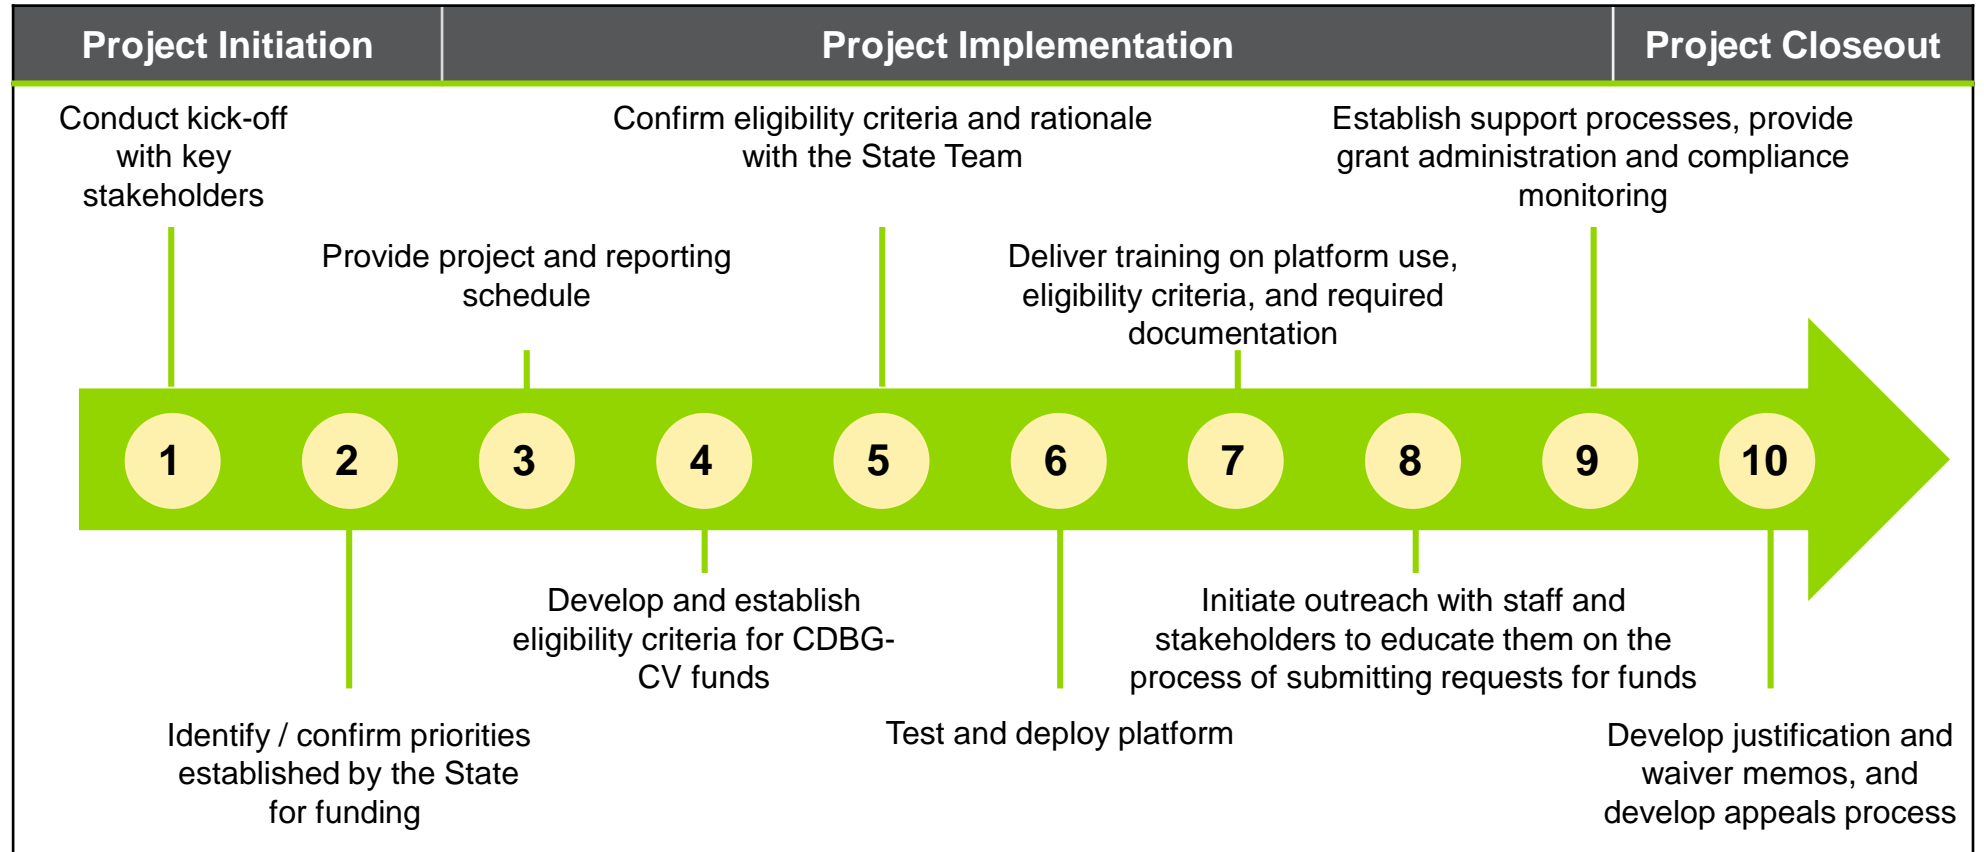 Project Initiation
Project Implementation
Project Closeout
Conduct kick-off
with key
stakeholders
Confirm eligibility criteria and rationale
with the State Team
Establish support processes, provide
grant administration and compliance
monitoring
Provide project and reporting
schedule
Deliver training on platform use,
eligibility criteria, and required
documentation
1
2
3
4
5
6
7
8
9
10
Develop and establish
eligibility criteria for CDBG-
CV funds
Initiate outreach with staff and
stakeholders to educate them on the
process of submitting requests for funds
Identify / confirm priorities
established by the State
for funding
Test and deploy platform
Develop justification and
waiver memos, and
develop appeals process